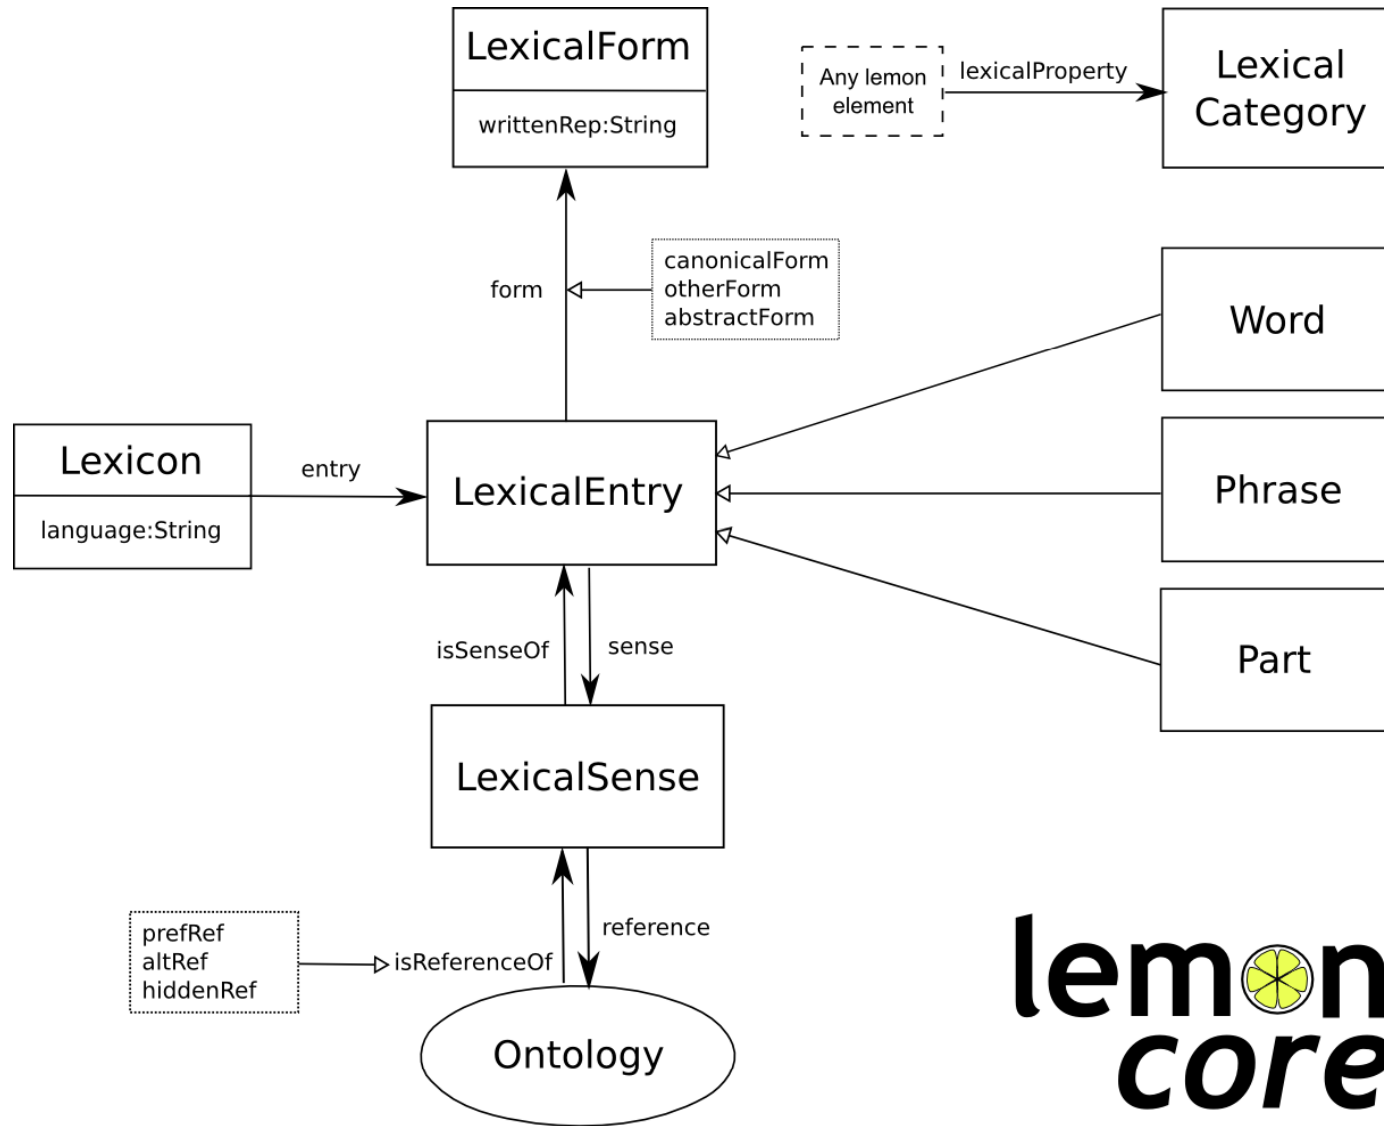 LexicalForm
writtenRep:String
Any lemon
element
lexicalProperty
Lexical
Category
form
canonicalForm
otherForm
abstractForm
Word
Lexicon
language:String
entry
LexicalEntry
Phrase
isSenseOf
sense
Part
LexicalSense
prefRef
altRef
hiddenRef
isReferenceOf
reference
Ontology
lemon
core